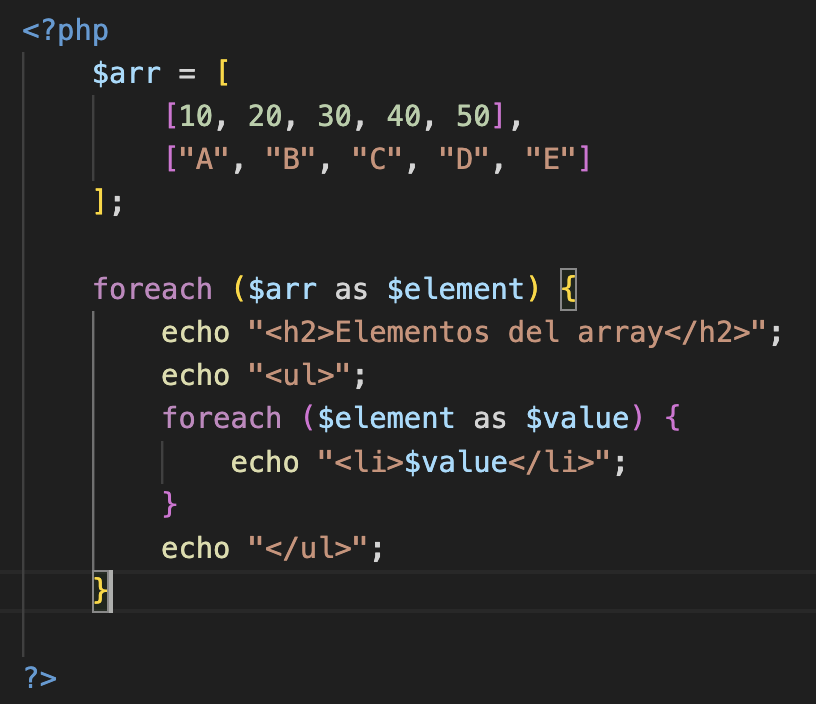 <?php
    $arr = [
        [10, 20, 30, 40, 50],
        ["A", "B", "C", "D", "E"]
    ];

    foreach ($arr as $element) {
        echo "<h2>Elementos del array</h2>";
        echo "<ul>";
        foreach ($element as $value) {
            echo "<li>$value</li>";
        }
        echo "</ul>";
    }

?>